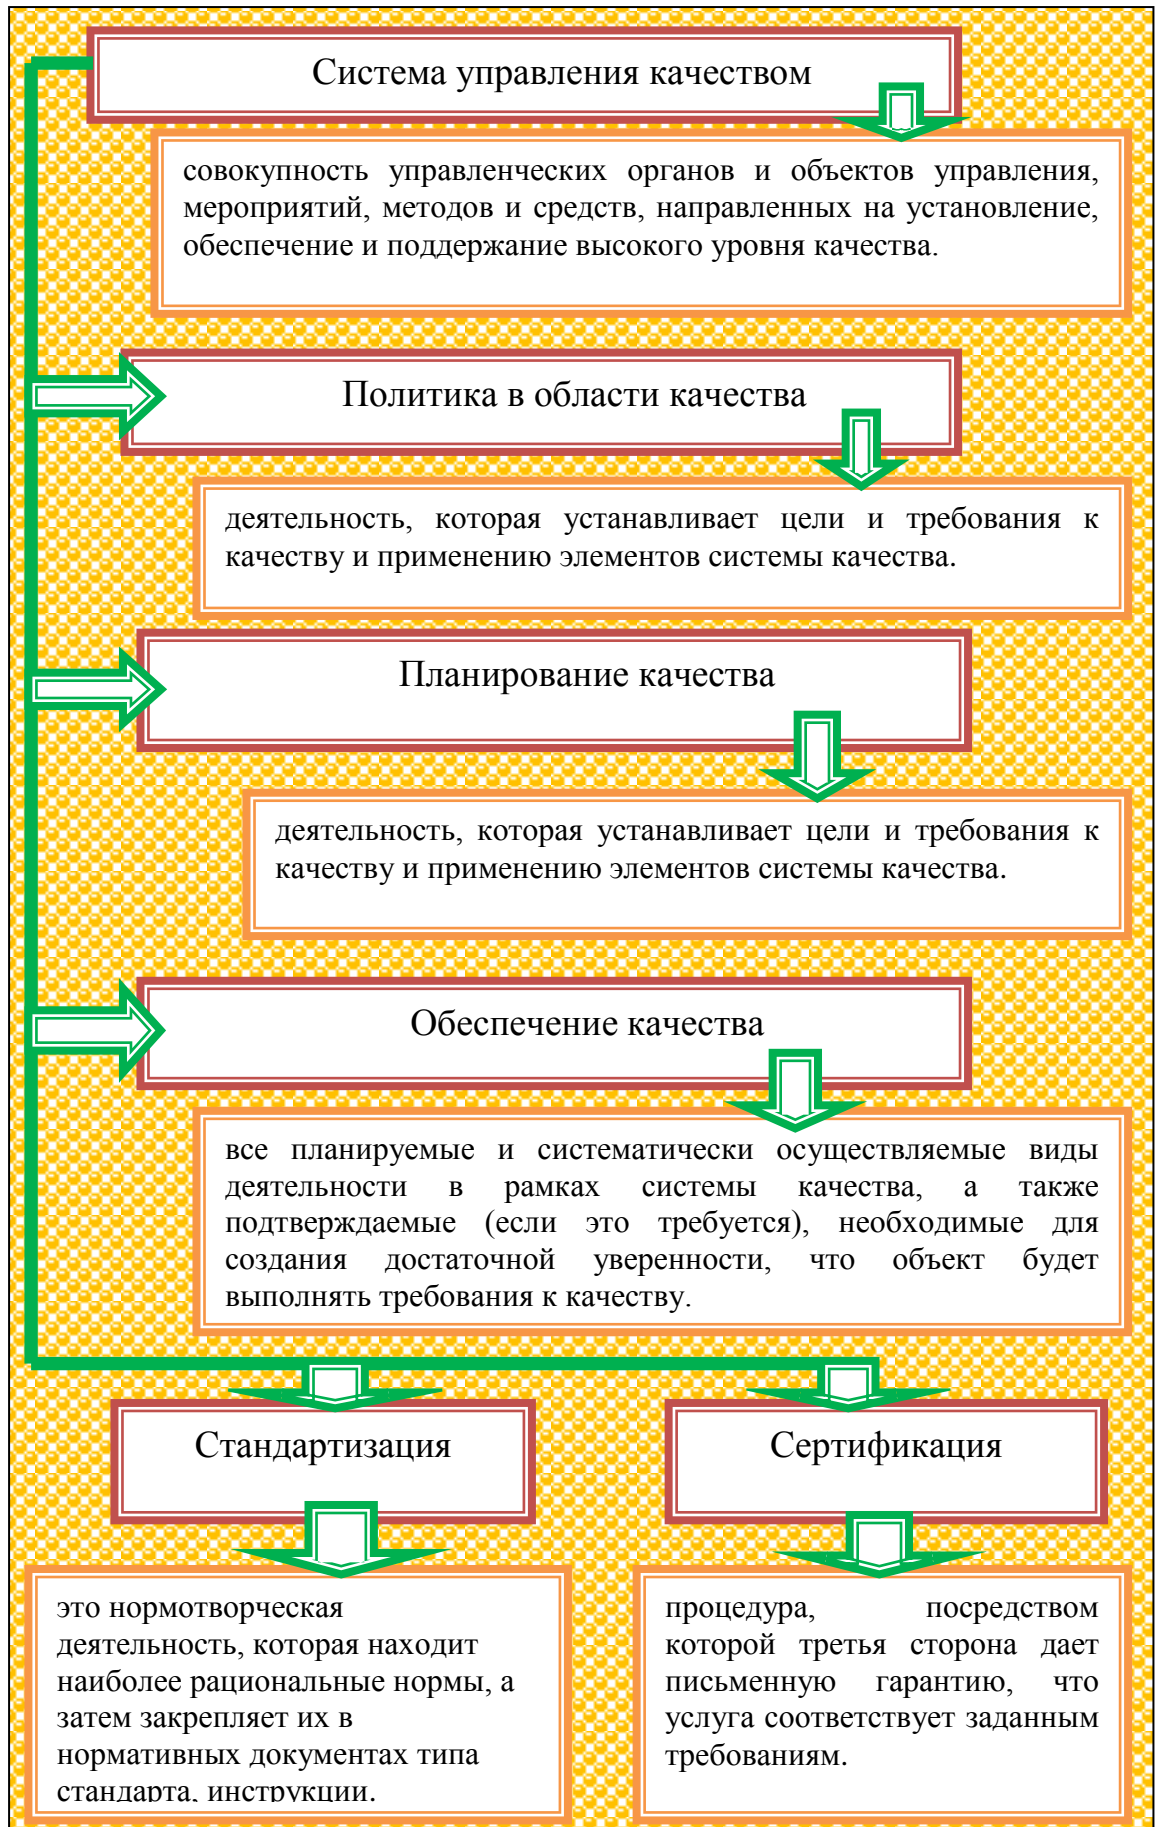 Система управления качеством
совокупность управленческих органов и объектов управления,
мероприятий, методов и средств, направленных на установление,
обеспечение и поддержание высокого уровня качества.
Политика в области качества
деятельность, которая устанавливает цели и требования к
качеству и применению элементов системы качества.
Планирование качества
деятельность, которая устанавливает цели и требования к
качеству и применению элементов системы качества.
Обеспечение качества
все планируемые и систематически осуществляемые виды
деятельности в рамках системы качества, а также
подтверждаемые (если это требуется), необходимые для
создания достаточной уверенности, что объект будет
выполнять требования к качеству.
Стандартизация
Сертификация
это нормотворческая
деятельность, которая находит
наиболее рациональные нормы, а
затем закрепляет их в
нормативных документах типа
стандарта, инструкции.
процедура, посредством
которой третья сторона дает
письменную гарантию, что
услуга соответствует заданным
требованиям.